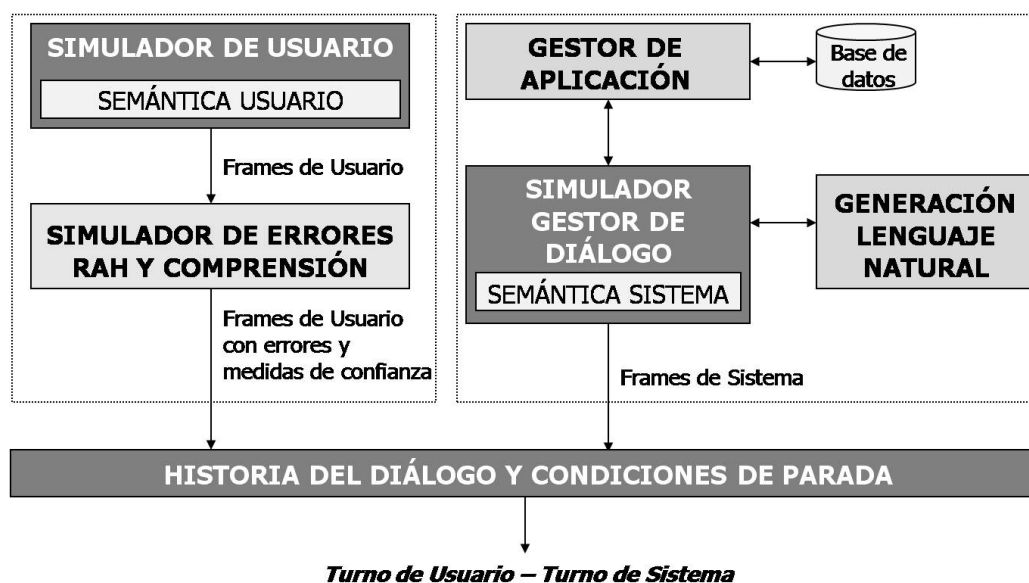 SIMULADOR DE USUARIO
SEMÁNTICA USUARIO
Frames de Usuario
SIMULADOR DE ERRORES
RAH Y COMPRENSIÓN
Frames de Usuario
con errores y
medidas de confianza
GESTOR DE
APLICACIÓN
Base de
datos
SIMULADOR
GESTOR DE
DIÁLOGO
SEMÁNTICA SISTEMA
GENERACIÓN
LENGUAJE
NATURAL
Frames de Sistema
HISTORIA DEL DIÁLOGO Y CONDICIONES DE PARADA
Turno de Usuario – Turno de Sistema